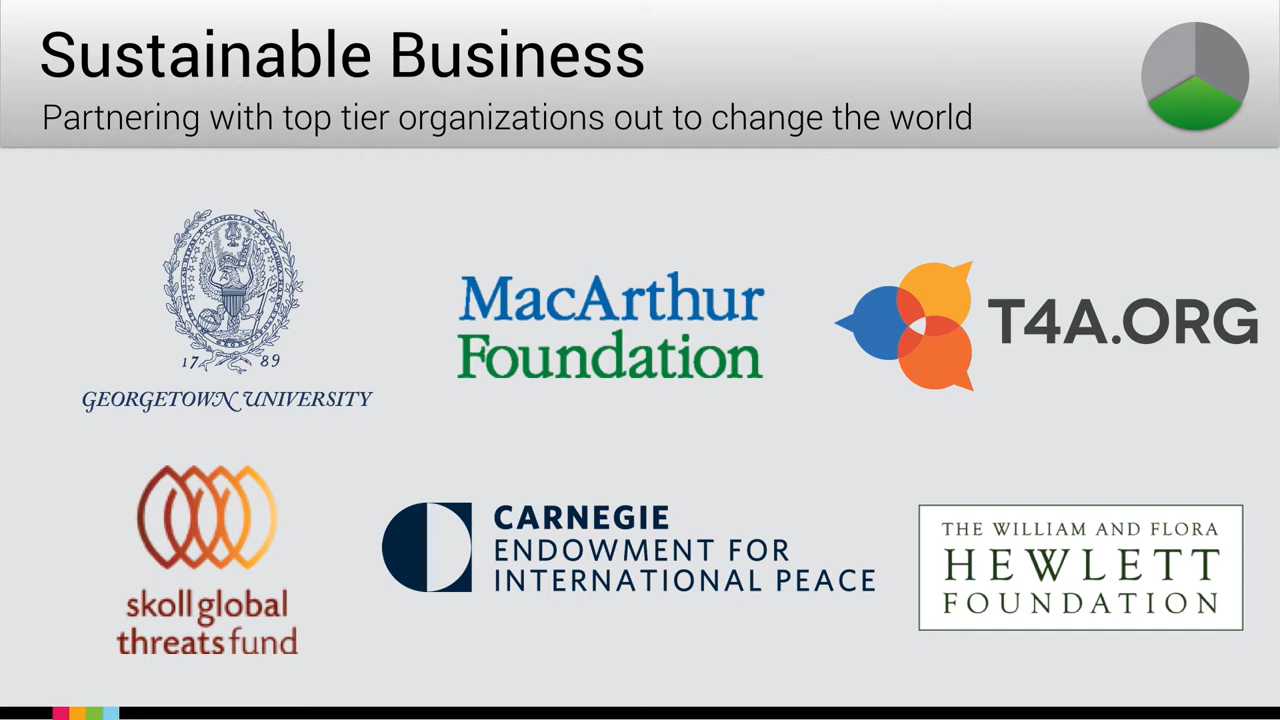 Sustainable Business
Partnering with top tier organizations out to change the world
17 89
GEORGETOWN UNIVERSITY
MacArthur
Foundation
T4A.ORG
skoll global
threats fund
CARNEGIE
ENDOWMENT FOR
INTERNATIONAL PEACE
THE WILLIAM AND FLORA
HEWLETT
FOUNDATION